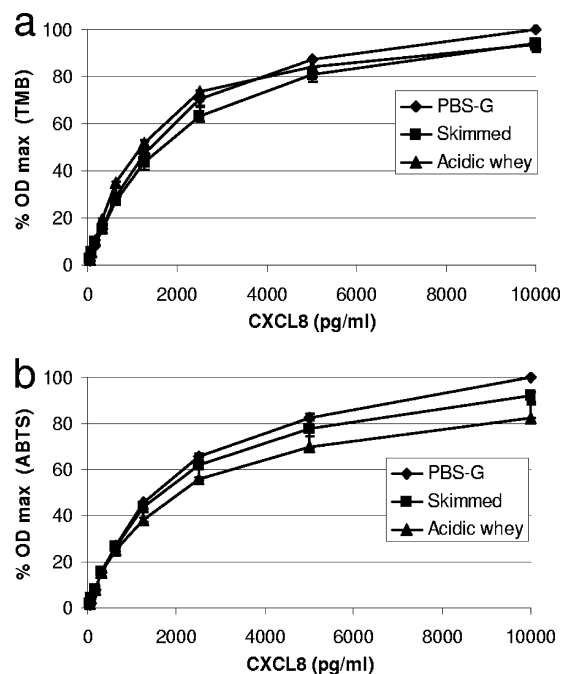 a
% OD max (TMB)
100
80
60
40
20
0
PBS-G
Skimmed
Acidic whey
0 2000 4000 6000 8000 10000
CXCL8 (pg/ml)
b
% OD max (ABTS)
100
80
60
40
20
0
PBS-G
Skimmed
Acidic whey
0 2000 4000 6000 8000 10000
CXCL8 (pg/ml)